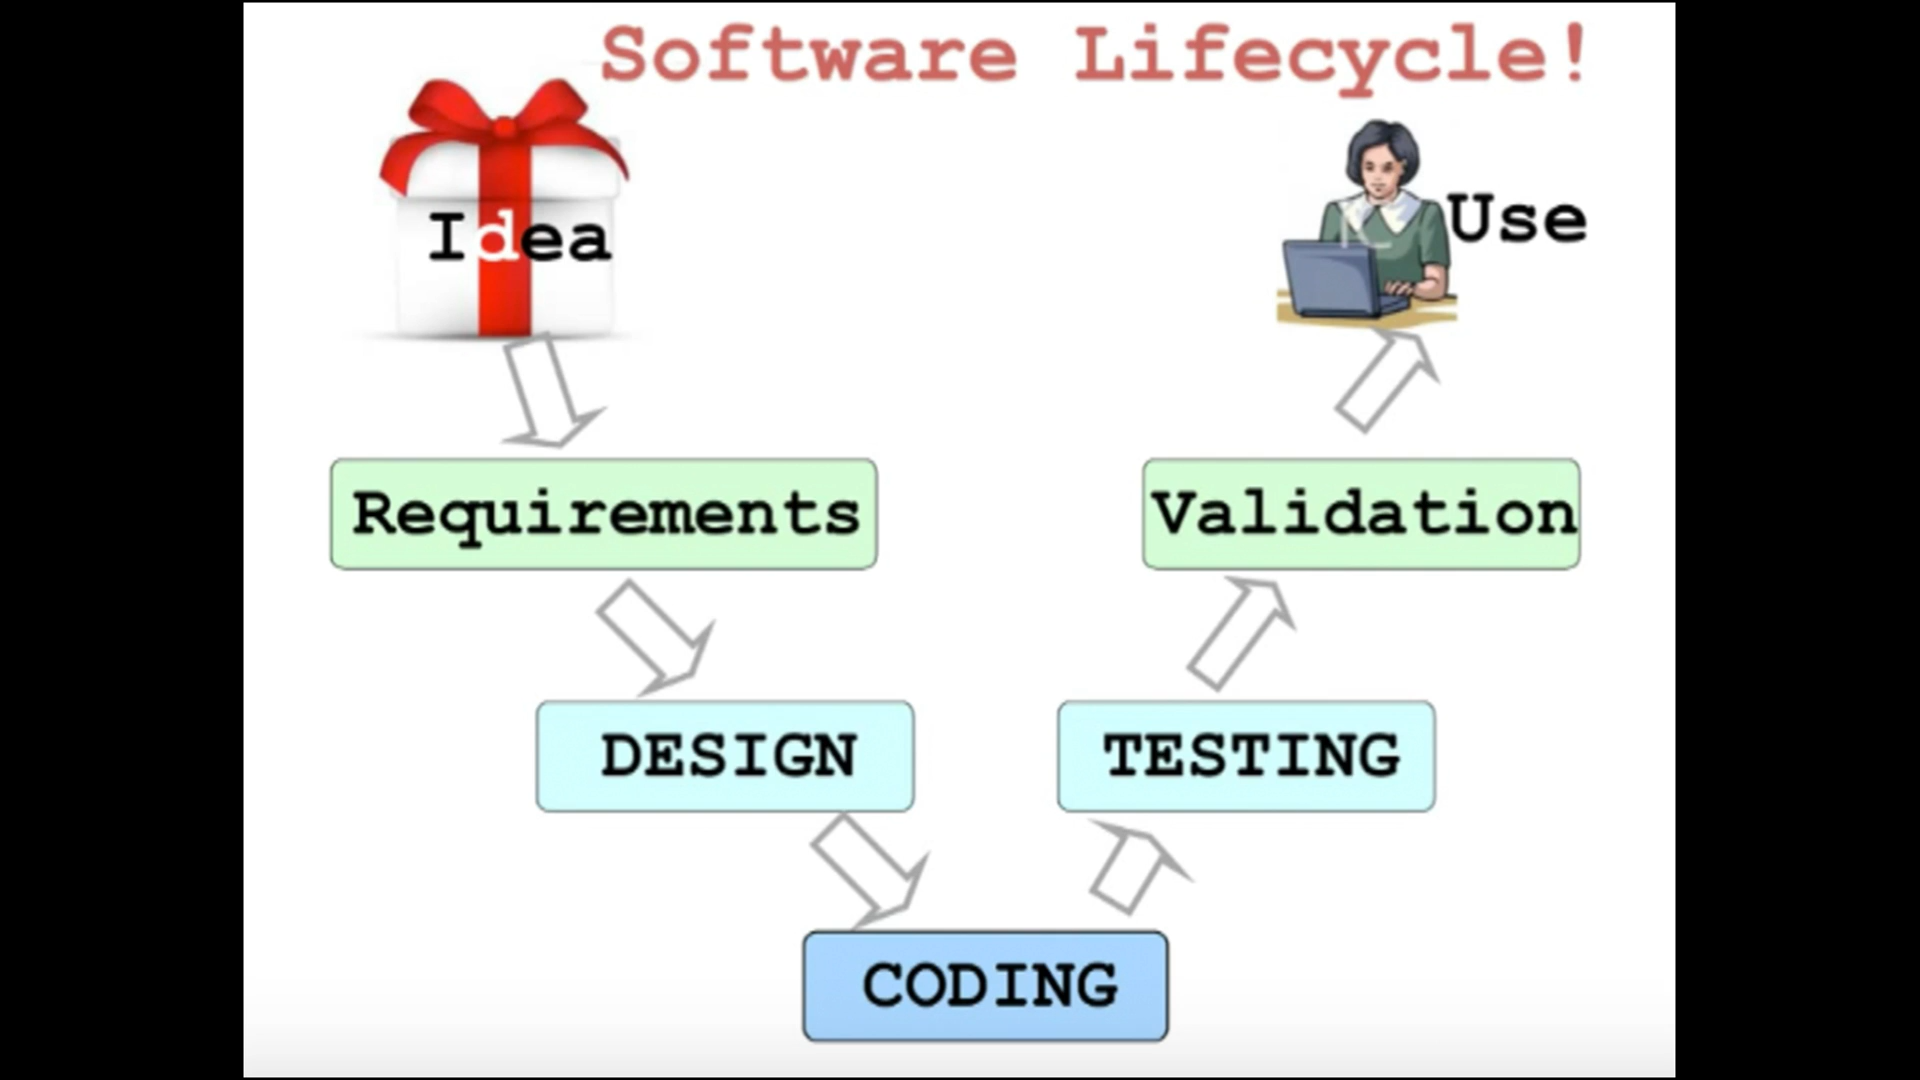 Software Lifecycle!
Idea
Use
Requirements
Validation
DESIGN
TESTING
CODING